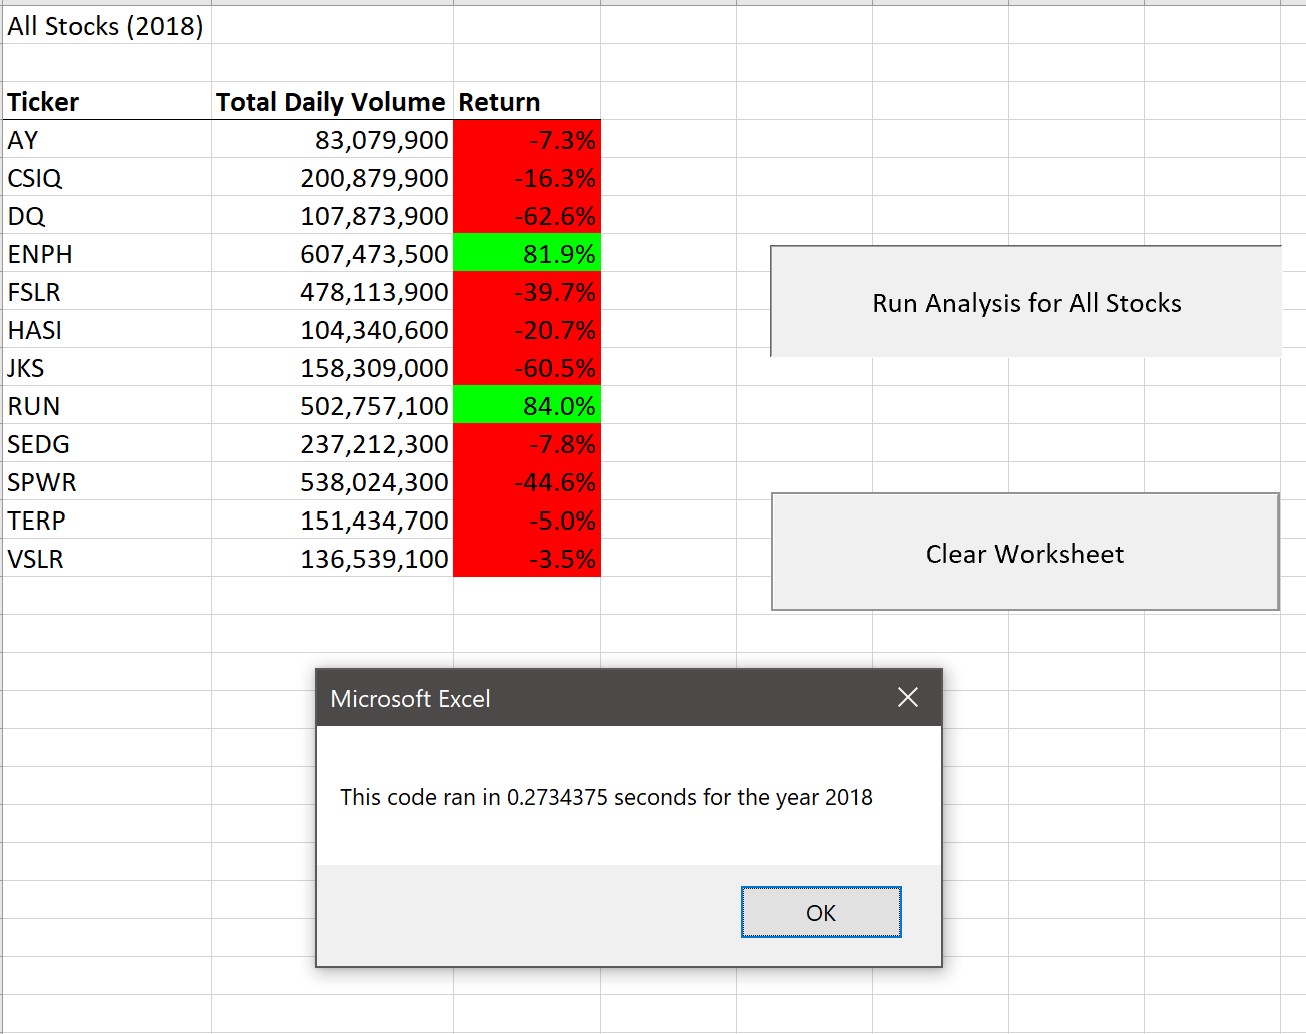 All Stocks (2018)
Ticker Total Daily Volume Return
AY 83,079,900 -7.3%
CSIQ 200,879,900 -16.3%
DQ 107,873,900 -62.6%
ENPH 607,473,500 81.9%
FSLR 478,113,900 -39.7%
HASI 104,340,600 -20.7%
JKS 158,309,000 -60.5%
RUN 502,757,100 84.0%
SEDG 237,212,300 -7.8%
SPWR 538,024,300 -44.6%
TERP 151,434,700 -5.0%
VSLR 136,539,100 -3.5%
Run Analysis for All Stocks
Clear Worksheet
Microsoft Excel
This code ran in 0.2734375 seconds for the year 2018
OK